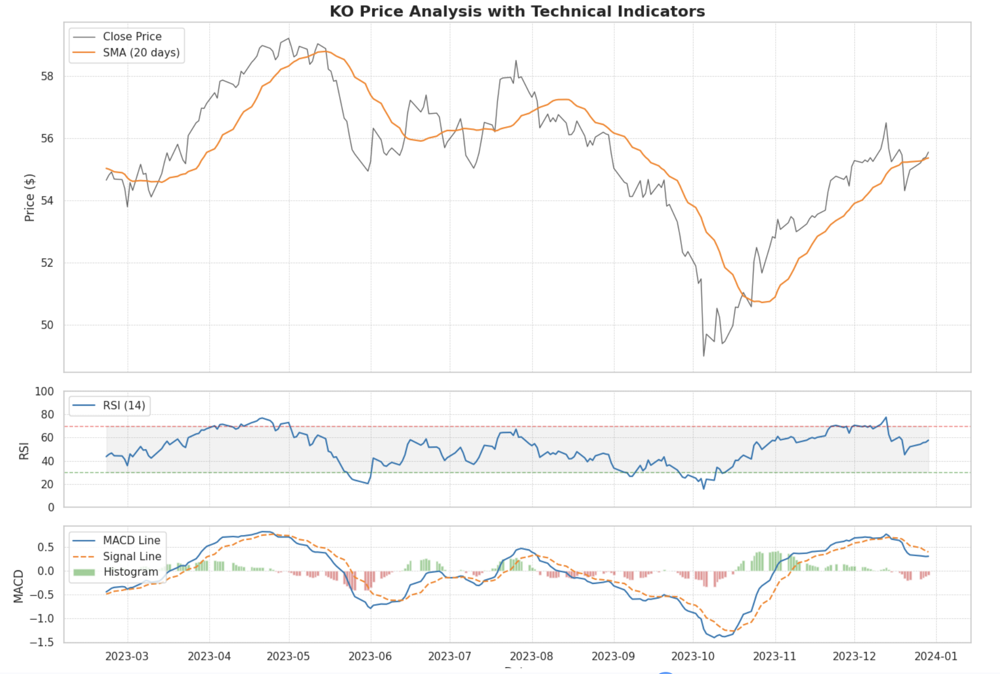 KO Price Analysis with Technical Indicators
Close Price
SMA (20 days)
58
56
54
52
50
Price ($)
100
80
60
40
20
0
RSI
RSI (14)
MACD Line
Signal Line
Histogram
0.5
0.0
−0.5
−1.0
−1.5
MACD
2023-03
2023-04
2023-05
2023-06
2023-07
2023-08
2023-09
2023-10
2023-11
2023-12
2024-01